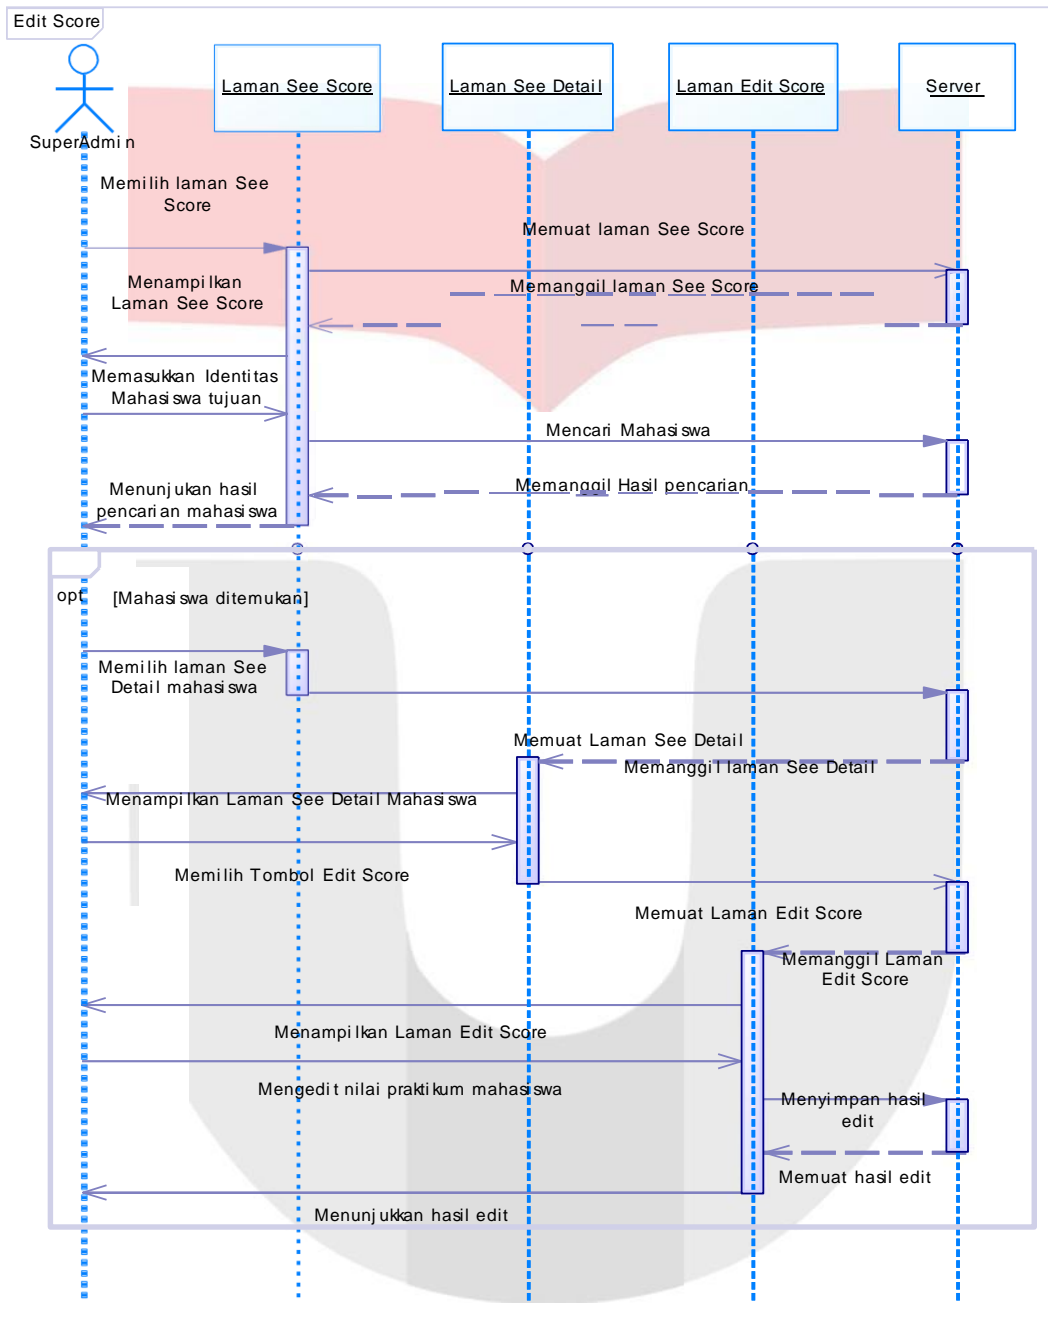 Edit Score
Laman See Score
Laman See Detail
Laman Edit Score
Server
SuperAdmin
Memilih laman See
Score
Memuat laman See Score
Menampilkan
Laman See Score
Memanggil laman See Score
Memasukkan Identitas
Mahasiswa tujuan
Mencari Mahasiswa
Menunjukan hasil
pencarian mahasiswa
Memanggil Hasil pencarian
opt
[Mahasiswa ditemukan]
Memilih laman See
Detail mahasiswa
Memuat Laman See Detail
Memanggil laman See Detail
Menampilkan Laman See Detail Mahasiswa
Memilih Tombol Edit Score
Memuat Laman Edit Score
Memanggil Laman
Edit Score
Menampilkan Laman Edit Score
Mengedit nilai praktikum mahasiswa
Menyimpan hasil
edit
Memuat hasil edit
Menunjukkan hasil edit